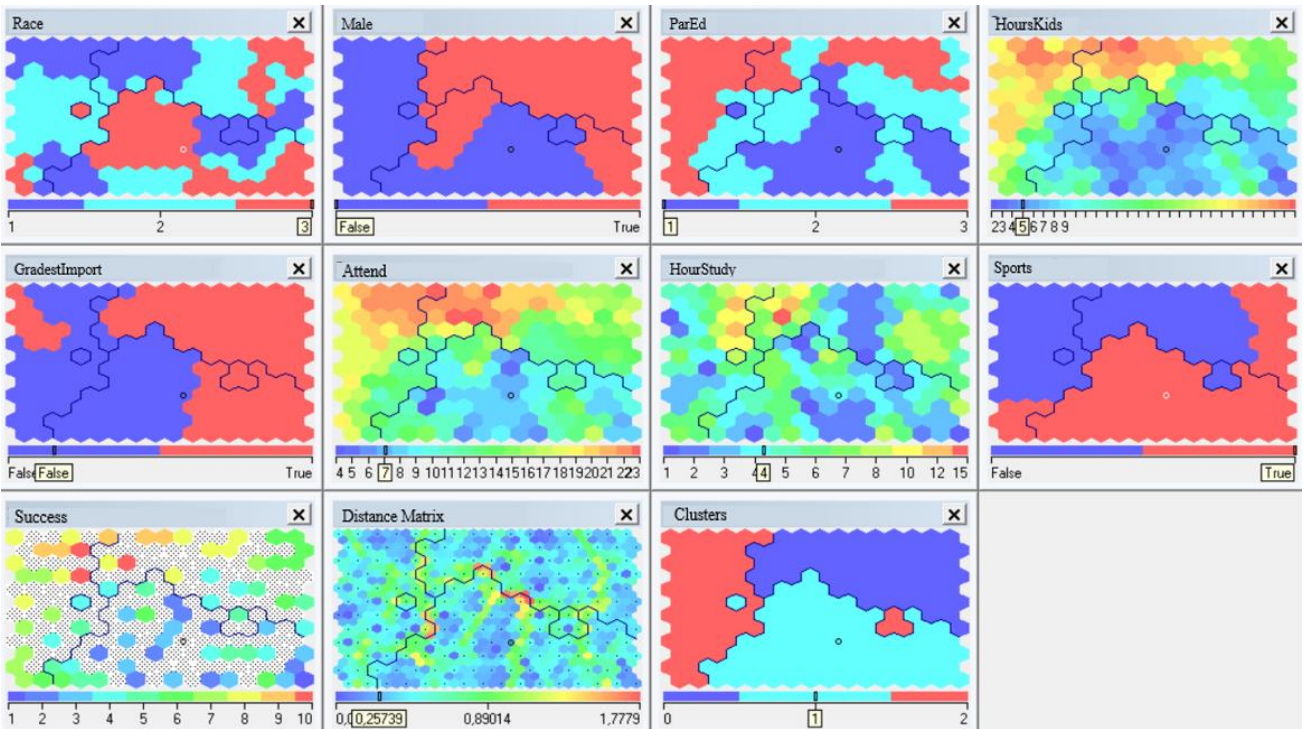 Race
Male
ParEd
HoursKids
1 2 3
False True
1 2 3
2 3 4 5 6 7 8 9
GradestImport
Attend
HourStudy
Sports
False False True
4 5 6 7 8 9 10 11 12 13 14 15 16 17 18 19 20 21 22 23
1 2 3 4 4 5 6 7 8 10 12 15
False True
Success
Distance Matrix
Clusters
1 2 3 4 5 6 7 8 9 10
0,25739 0,89014 1,7779
0 1 2